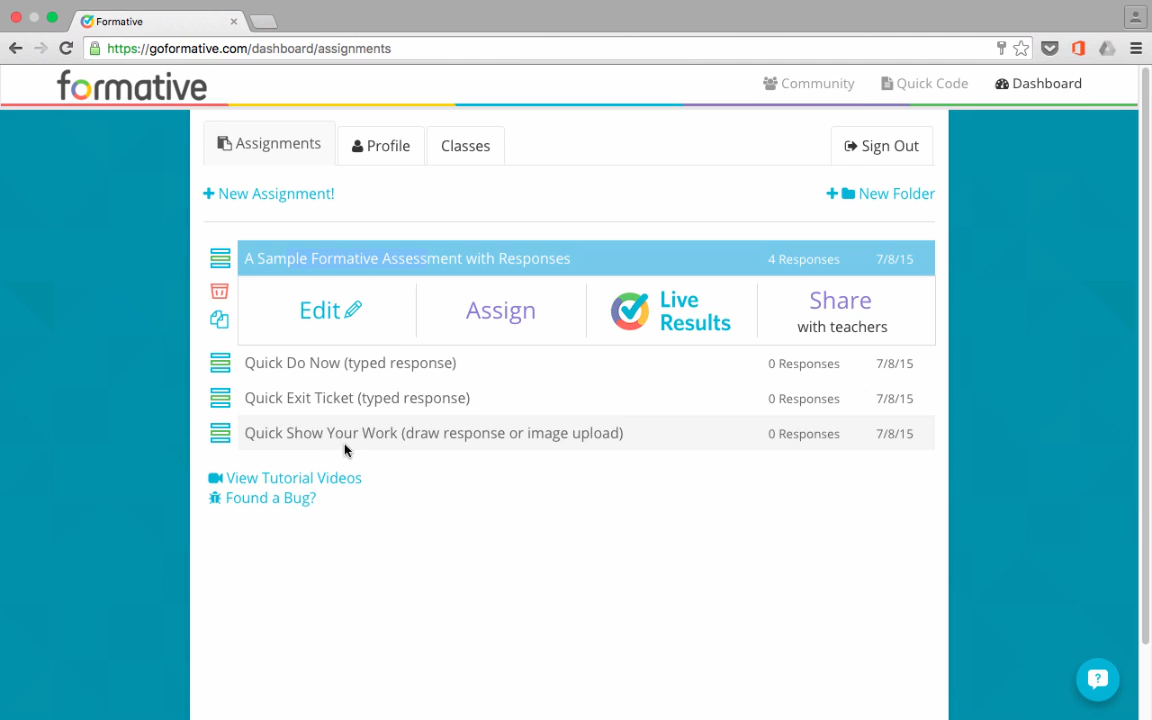 Formative
https://goformative.com/dashboard/assignments
formative
Community
Quick Code
Dashboard
Assignments
Profile
Classes
Sign Out
New Assignment!
New Folder
A Sample Formative Assessment with Responses 4 Responses 7/8/15
Edit
Assign
Live
Results
Share
with teachers
Quick Do Now (typed response) 0 Responses 7/8/15
Quick Exit Ticket (typed response) 0 Responses 7/8/15
Quick Show Your Work (draw response or image upload) 0 Responses 7/8/15
View Tutorial Videos
Found a Bug?